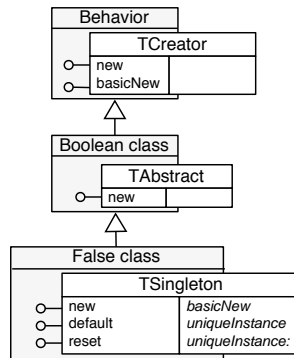 Behavior
TCreator
new
basicNew
Boolean class
TAbstract
new
False class
TSingleton
new basicNew
default uniqueInstance
reset uniqueInstance: